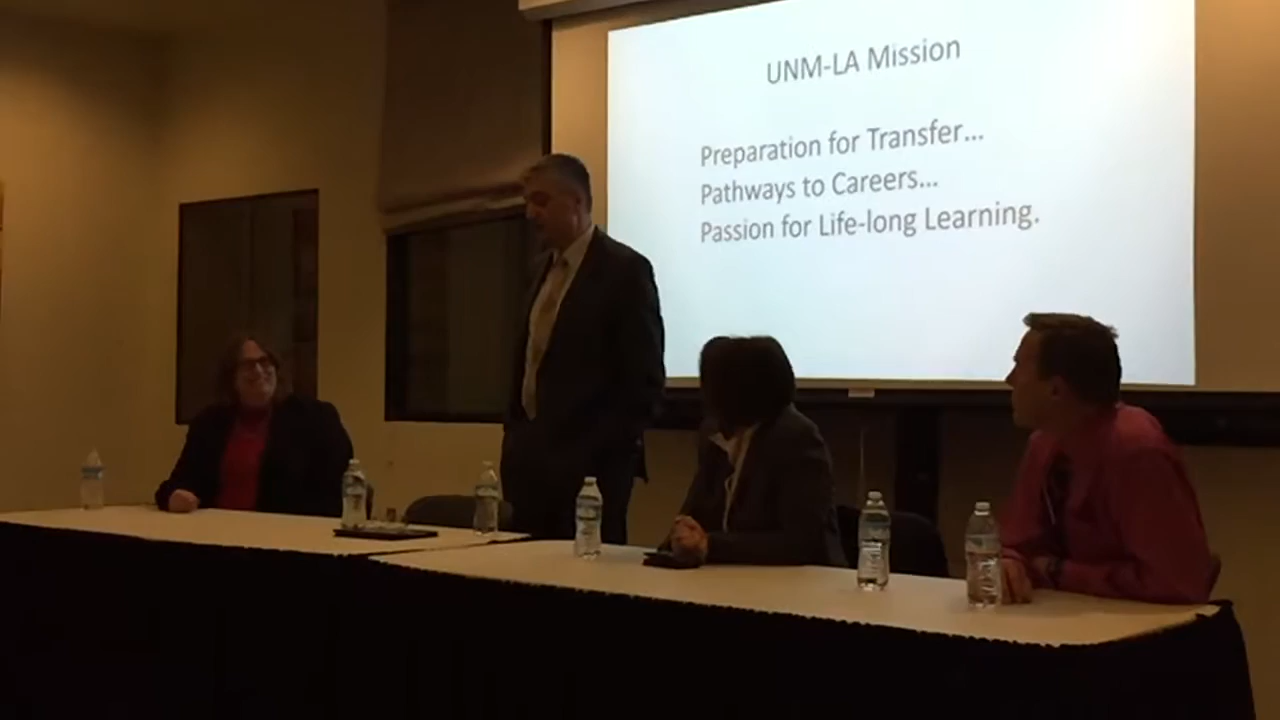 UNM-LA Mission
Preparation for Transfer...
Pathways to Careers...
Passion for Life-long Learning.